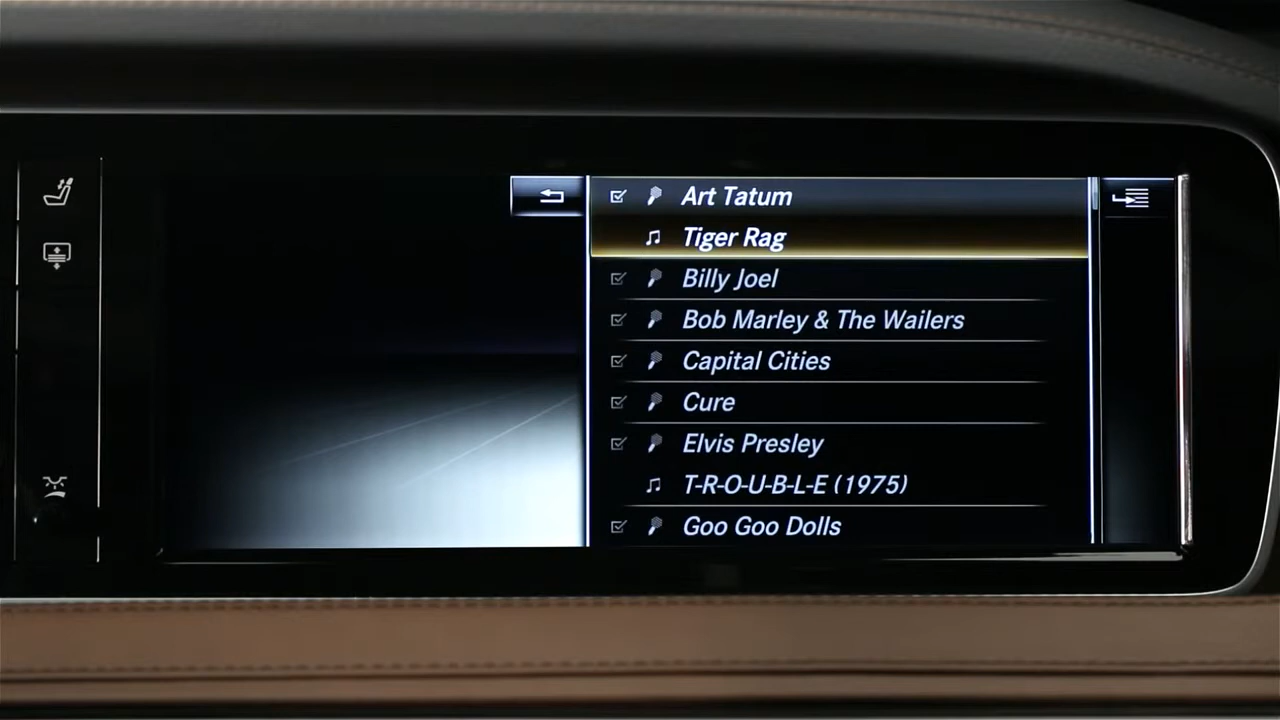 Art Tatum
Tiger Rag
Billy Joel
Bob Marley & The Wailers
Capital Cities
Cure
Elvis Presley
T-R-O-U-B-L-E (1975)
Goo Goo Dolls